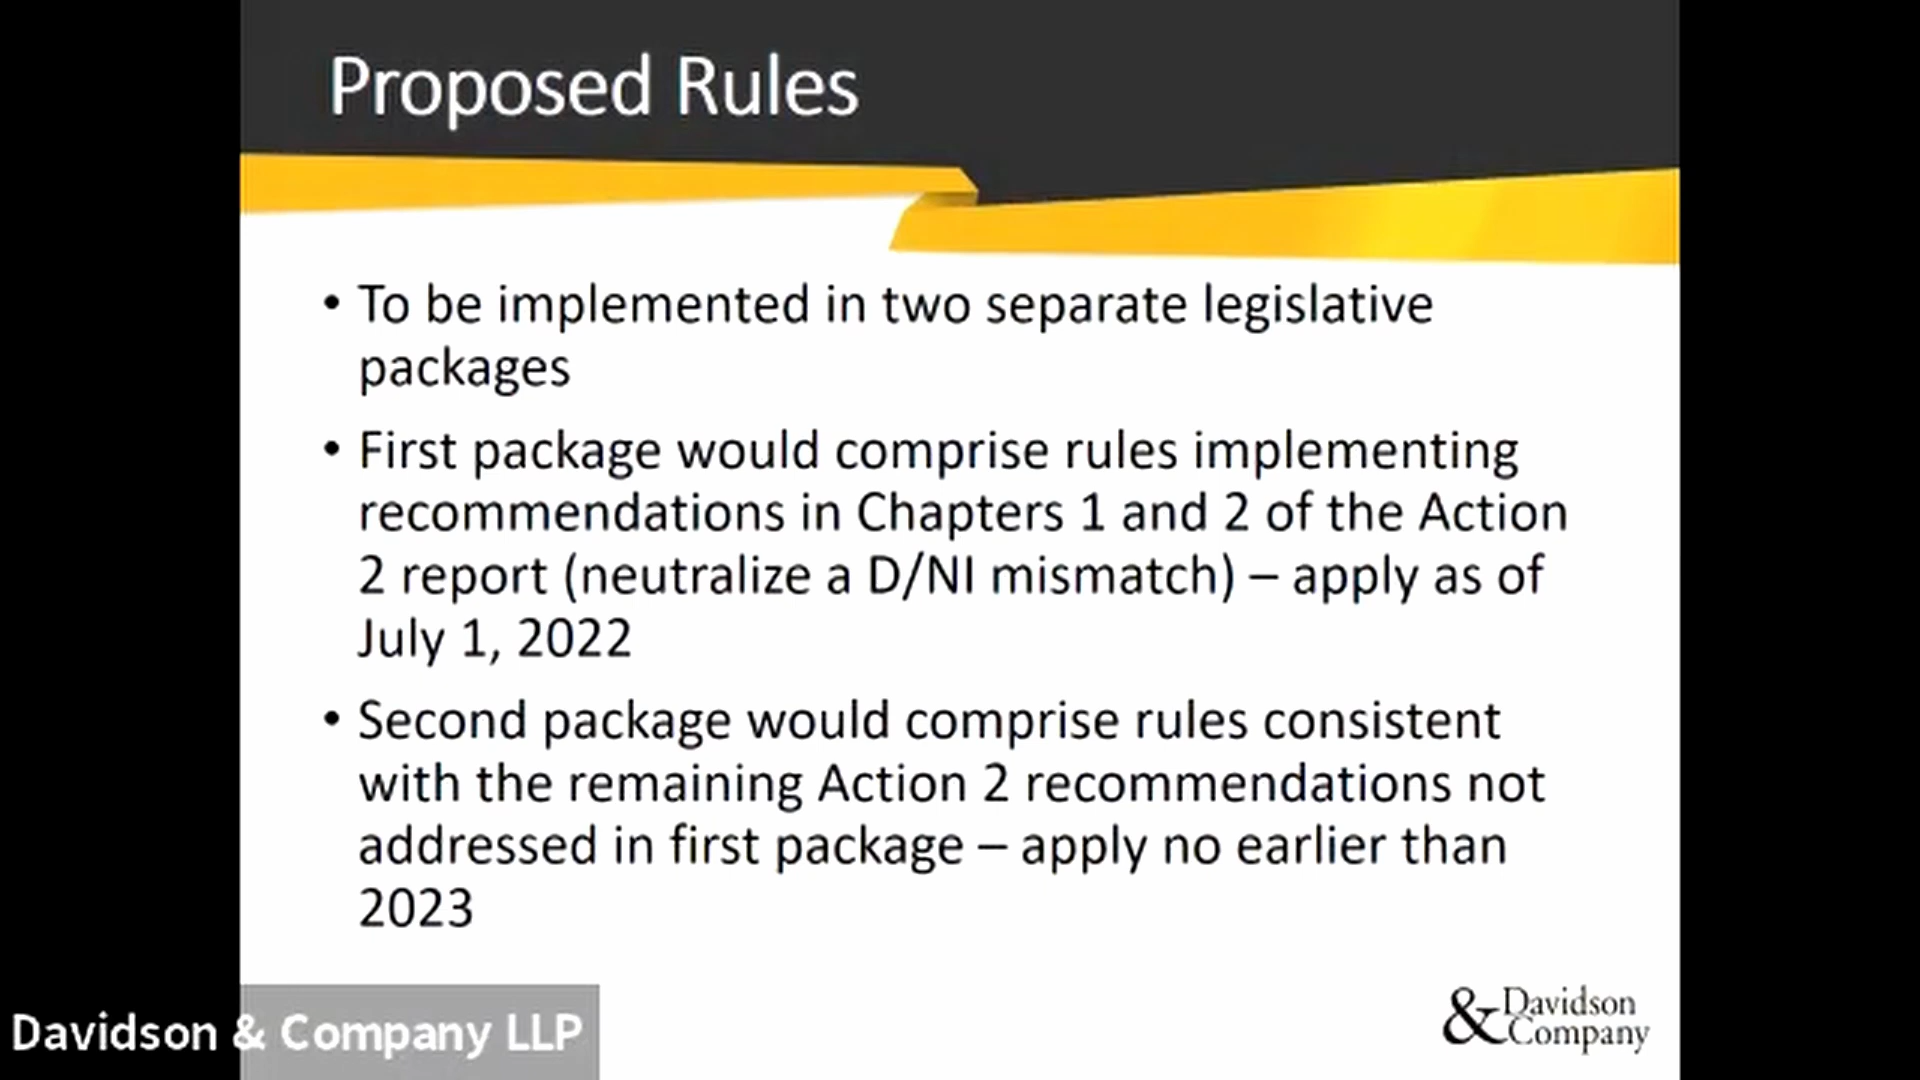 Proposed Rules
• To be implemented in two separate legislative
packages
• First package would comprise rules implementing
recommendations in Chapters 1 and 2 of the Action
2 report (neutralize a D/NI mismatch) – apply as of
July 1, 2022
• Second package would comprise rules consistent
with the remaining Action 2 recommendations not
addressed in first package – apply no earlier than
2023
Davidson & Company LLP
& Davidson
Company